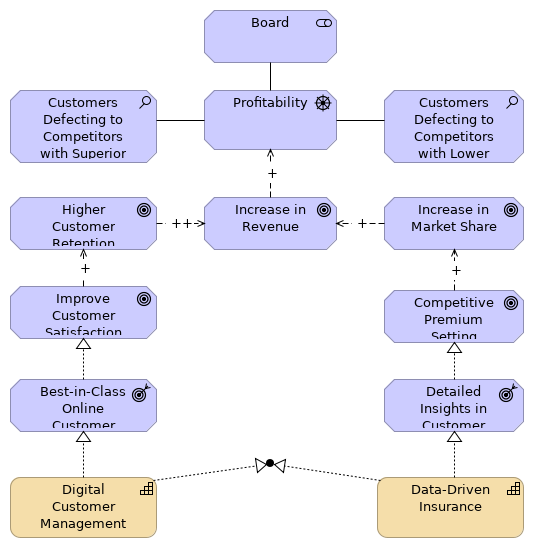 Board
Customers
Defecting to
Competitors
with Superior
Profitability
Customers
Defecting to
Competitors
with Lower
+
Higher
Customer
Retention
++
Increase in
Revenue
+
Increase in
Market Share
+
+
Improve
Customer
Satisfaction
Competitive
Premium
Setting
Best-in-Class
Online
Customer
Detailed
Insights in
Customer
Digital
Customer
Management
Data-Driven
Insurance